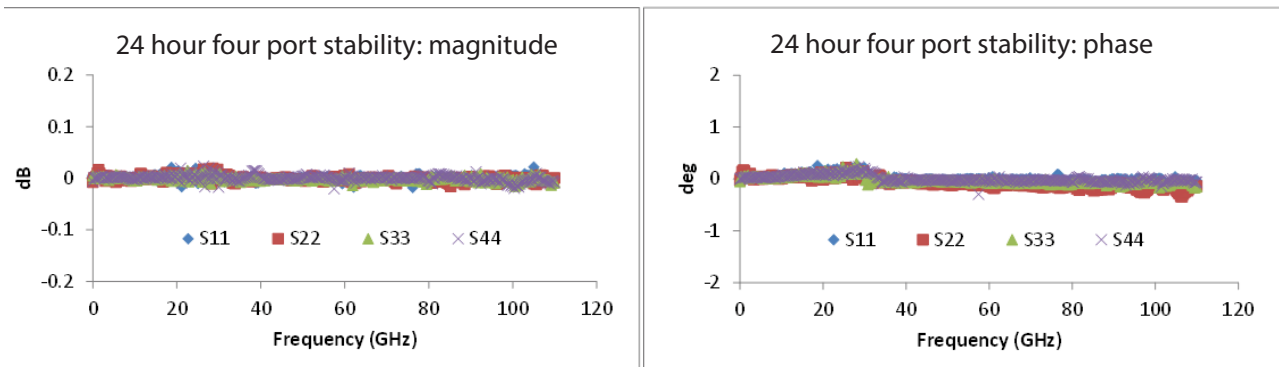 24 hour four port stability: magnitude
0.2
0.1
0
-0.1
-0.2
dB
S11 S22 S33 S44
0 20 40 60 80 100 120
Frequency (GHz)
24 hour four port stability: phase
2
1
0
-1
-2
deg
S11 S22 S33 S44
0 20 40 60 80 100 120
Frequency (GHz)